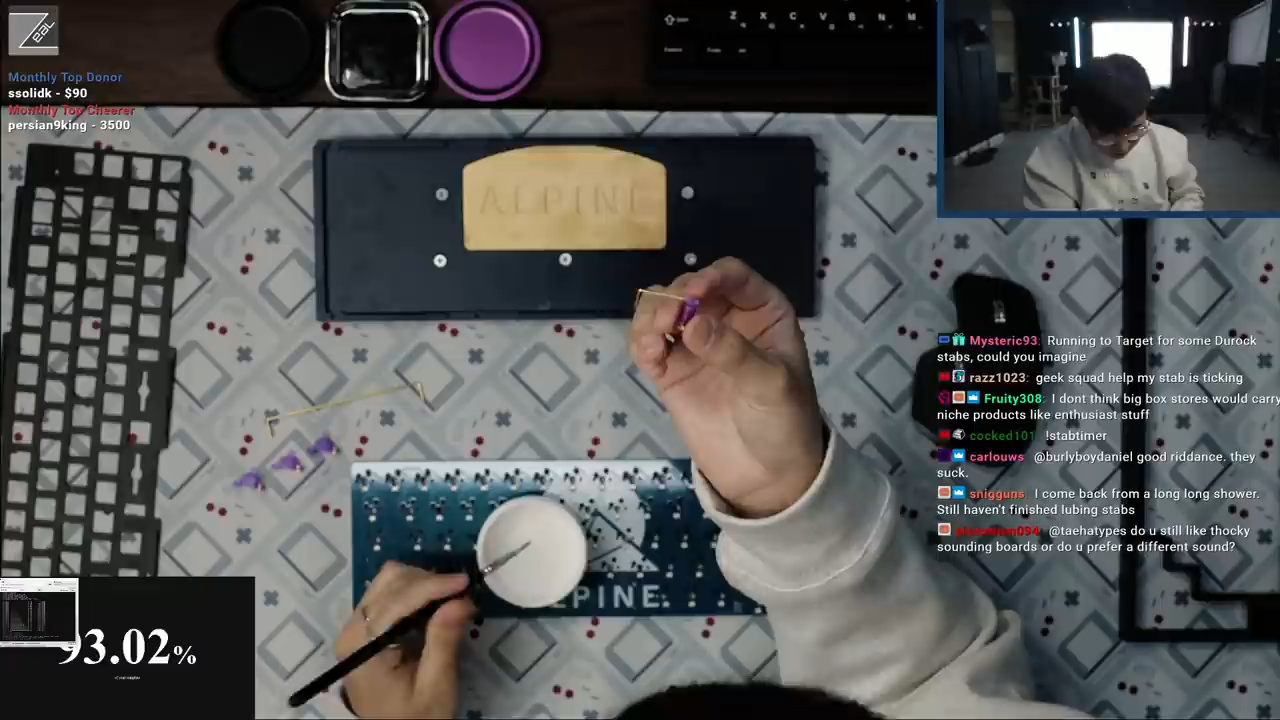 Zeal
Monthly Top Donor
ssolidk - $90
Monthly Top Cheerer
persian9king - 3500
Shift Z X C V B N M
ALPINE
ALPINE
93.02%
Mysteric93: Running to Target for some Durock
stabs, could you imagine
razz1023: geek squad help my stab is ticking
Fruity308: I dont think big box stores would carry
niche products like enthusiast stuff
cocked101 !stabtimer
carlouws @burlyboydaniel good riddance. they
suck.
snigguns I come back from a long long shower.
Still haven't finished lubing stabs
@taehatypes do u still like thocky
sounding boards or do u prefer a different sound?